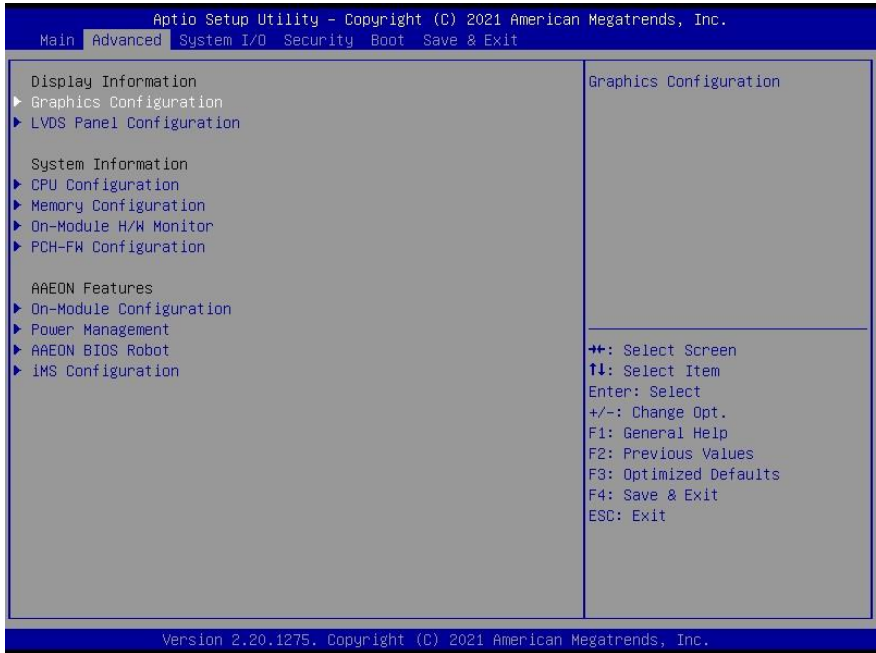 Aptio Setup Utility – Copyright (C) 2021 American Megatrends, Inc.
Main Advanced System I/O Security Boot Save & Exit
Display Information
Graphics Configuration
LVDS Panel Configuration
System Information
CPU Configuration
Memory Configuration
On-Module H/W Monitor
PCH-FW Configuration
AAEON Features
On-Module Configuration
Power Management
AAEON BIOS Robot
iMS Configuration
Graphics Configuration
→←: Select Screen
↑↓: Select Item
Enter: Select
+/-: Change Opt.
F1: General Help
F2: Previous Values
F3: Optimized Defaults
F4: Save & Exit
ESC: Exit
Version 2.20.1275. Copyright (C) 2021 American Megatrends, Inc.